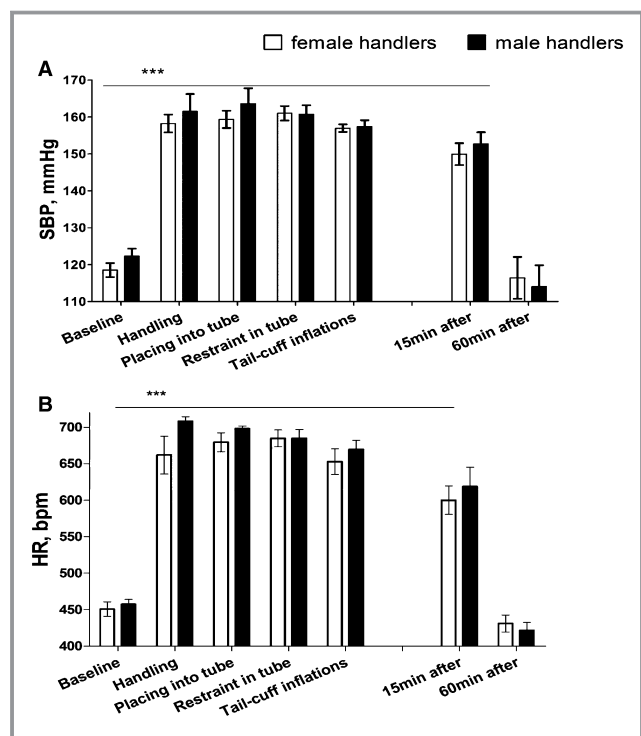 female handlers male handlers
A
***
170
160
150
140
130
120
110
SBP, mmHg
Baseline
Handling
Placing into tube
Restraint in tube
Tail-cuff inflations
15min after
60min after
B
***
700
650
600
550
500
450
400
HR, bpm
Baseline
Handling
Placing into tube
Restraint in tube
Tail-cuff inflations
15min after
60min after